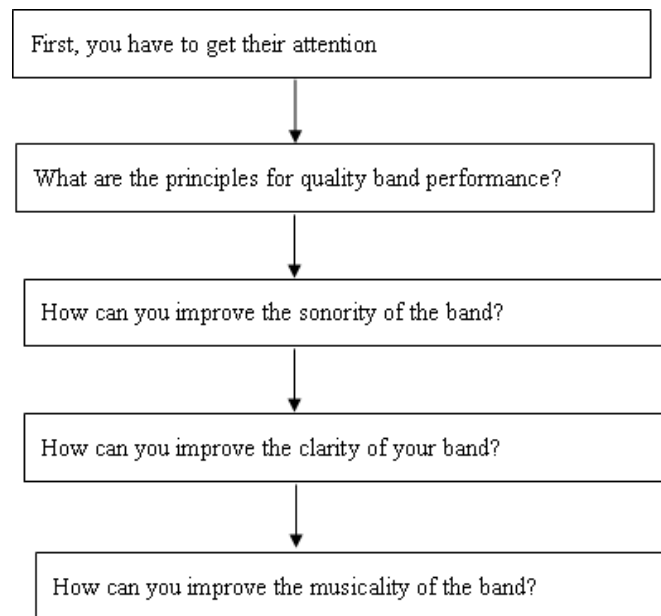 First, you have to get their attention
What are the principles for quality band performance?
How can you improve the sonority of the band?
How can you improve the clarity of your band?
How can you improve the musicality of the band?